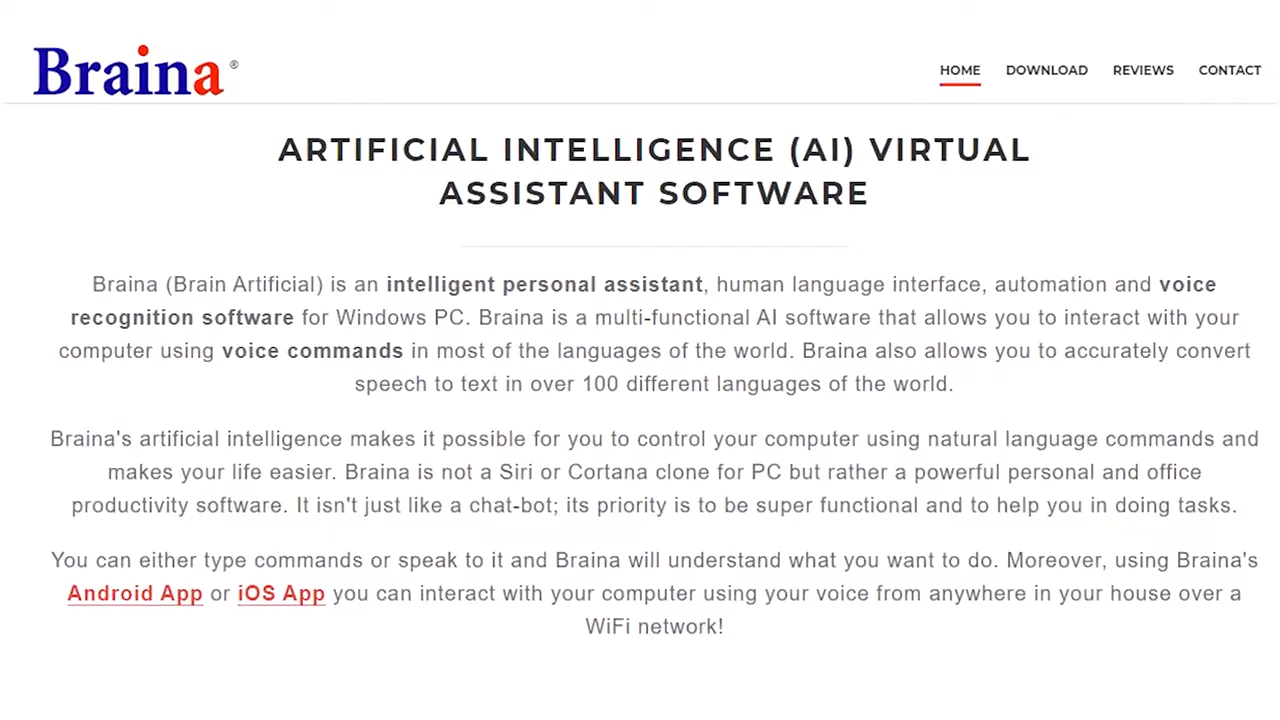 Braina®
HOME DOWNLOAD REVIEWS CONTACT
ARTIFICIAL INTELLIGENCE (AI) VIRTUAL
ASSISTANT SOFTWARE
Braina (Brain Artificial) is an intelligent personal assistant, human language interface, automation and voice
recognition software for Windows PC. Braina is a multi-functional AI software that allows you to interact with your
computer using voice commands in most of the languages of the world. Braina also allows you to accurately convert
speech to text in over 100 different languages of the world.
Braina's artificial intelligence makes it possible for you to control your computer using natural language commands and
makes your life easier. Braina is not a Siri or Cortana clone for PC but rather a powerful personal and office
productivity software. It isn't just like a chat-bot; its priority is to be super functional and to help you in doing tasks.
You can either type commands or speak to it and Braina will understand what you want to do. Moreover, using Braina's
Android App or iOS App you can interact with your computer using your voice from anywhere in your house over a
WiFi network!